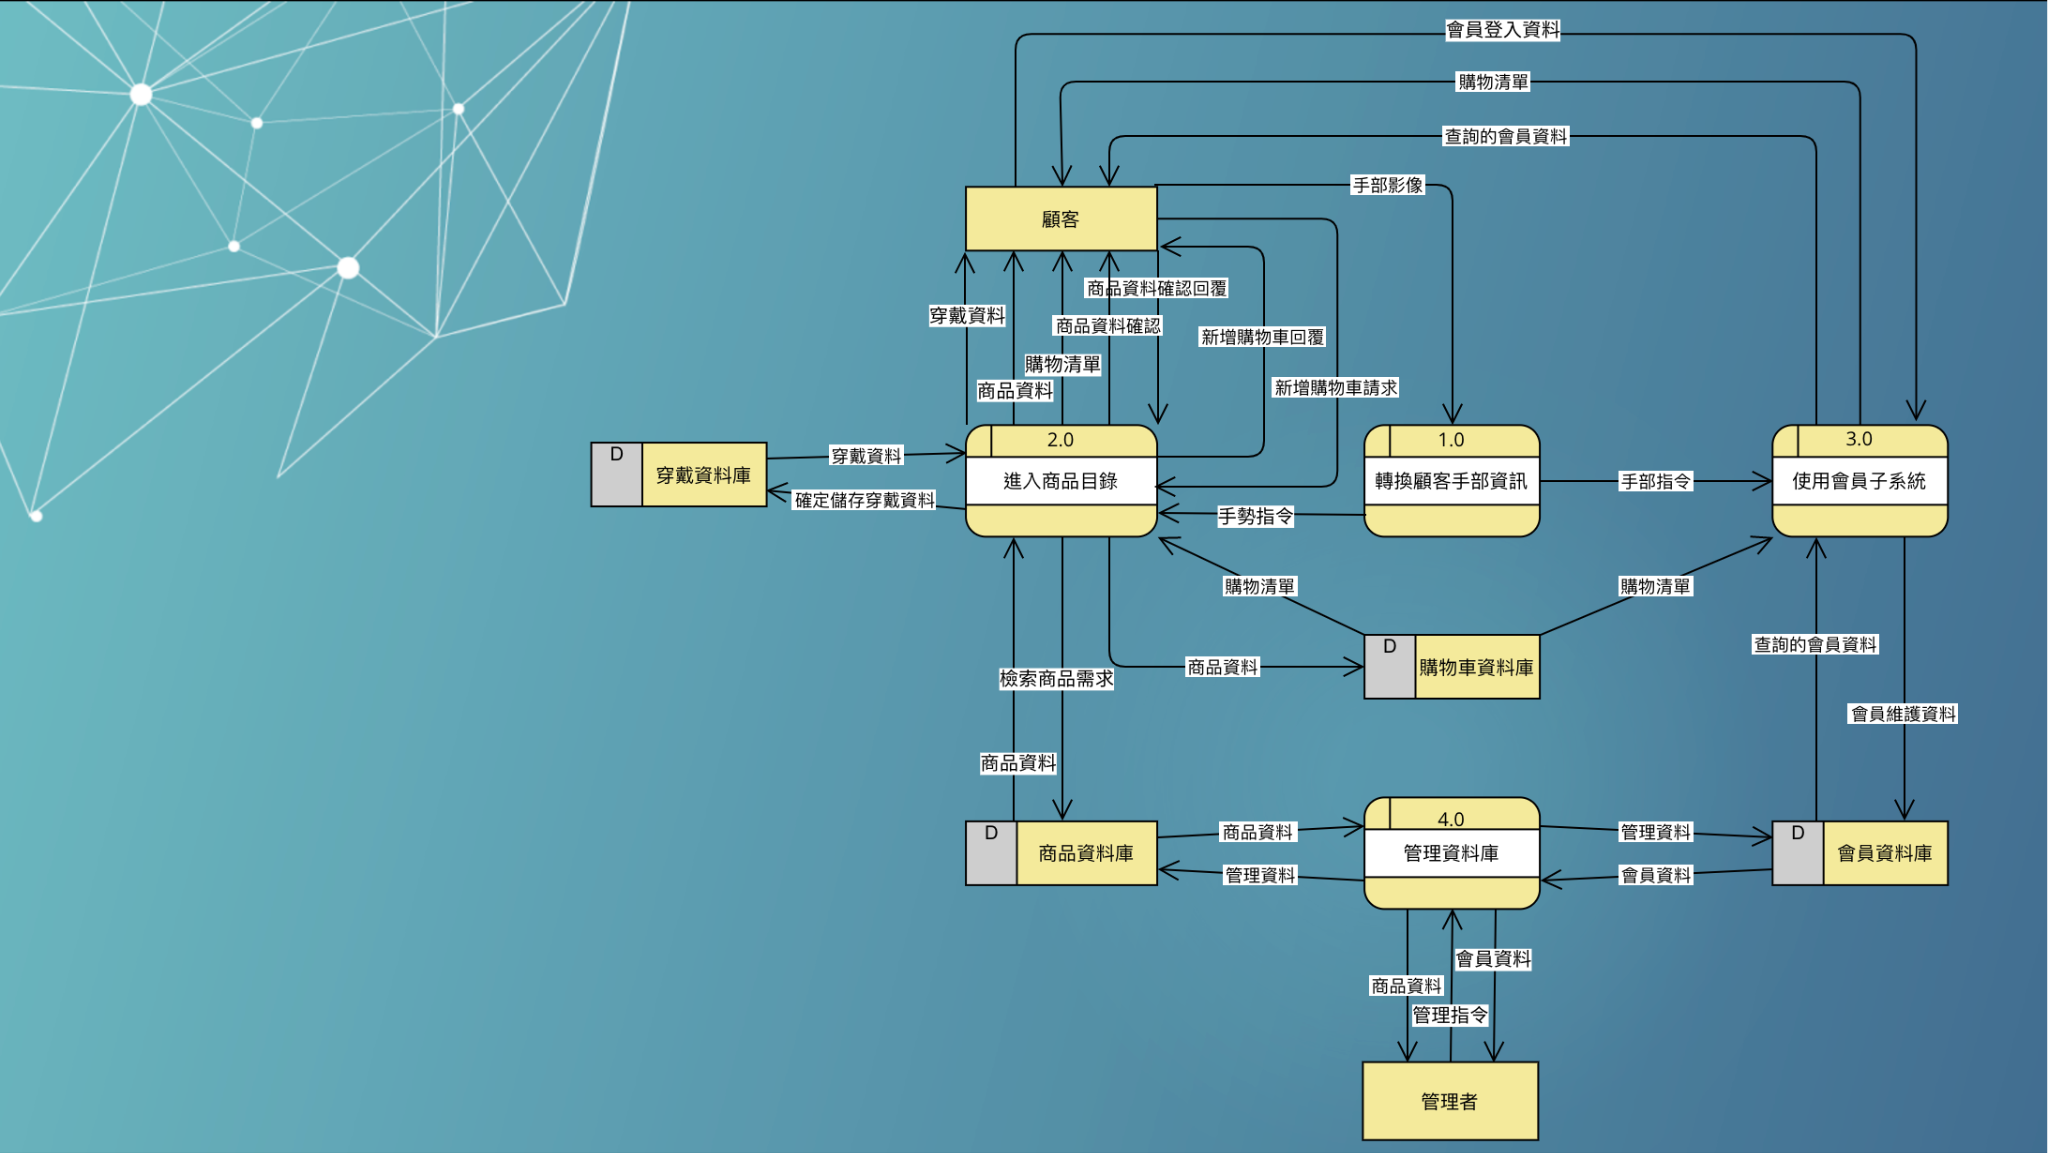 會員登入資料
購物清單
查詢的會員資料
手部影像
顧客
商品資料確認回覆
穿戴資料
商品資料確認
新增購物車回覆
購物清單
商品資料
新增購物車請求
2.0
進入商品目錄
1.0
轉換顧客手部資訊
3.0
使用會員子系統
D
穿戴資料庫
穿戴資料
確定儲存穿戴資料
手勢指令
手部指令
購物清單
購物清單
D
購物車資料庫
商品資料
檢索商品需求
查詢的會員資料
會員維護資料
商品資料
D
商品資料庫
商品資料
管理資料
4.0
管理資料庫
管理資料
會員資料
D
會員資料庫
會員資料
商品資料
管理指令
管理者